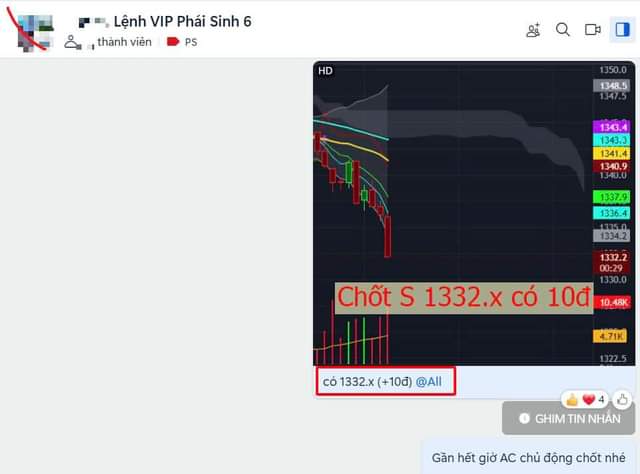 Lệnh VIP Phái Sinh 6
thành viên PS
HD
1350.0
1348.5
1347.5
1343.4
1343.3
1341.4
1340.9
1340.0
1337.9
1336.4
1335.0
1334.2
1332.2
00:29
1330.0
Chốt S 1332.x có 10đ
10.48K
4.71K
1322.5
có 1332.x (+10đ) @All
4
GHIM TIN NHẮN
Gần hết giờ AC chủ động chốt nhé